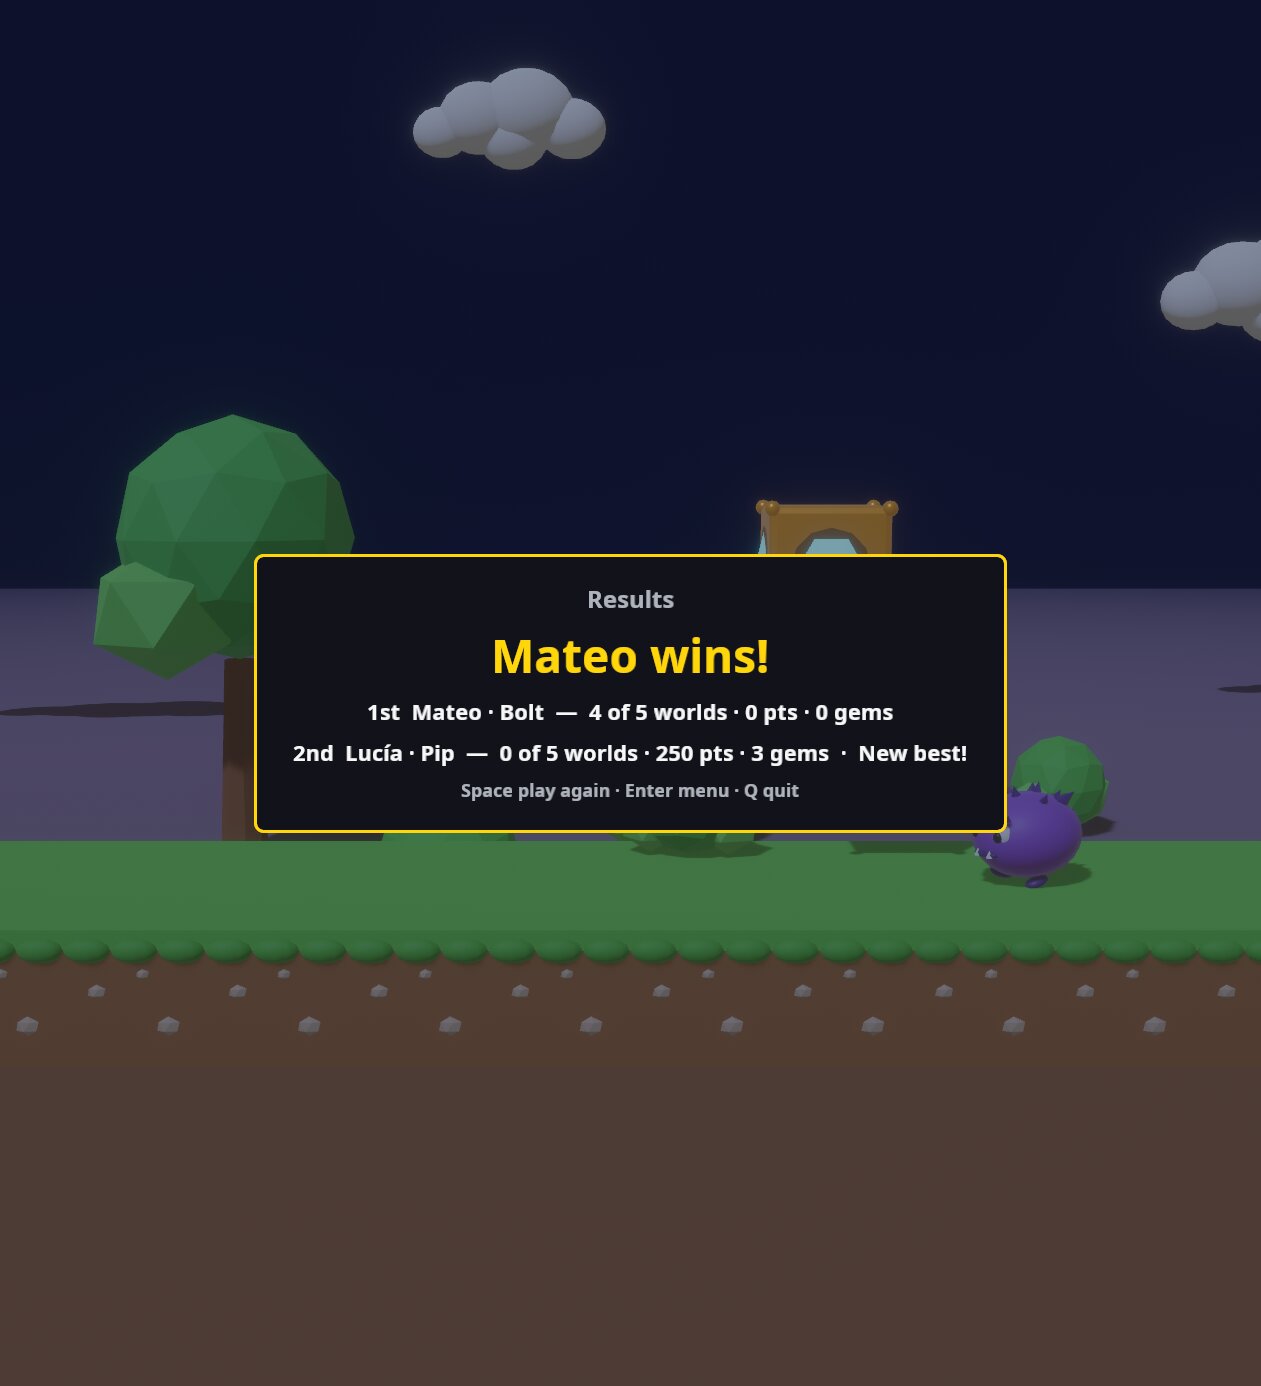 Results
Mateo wins!
1st Mateo · Bolt — 4 of 5 worlds · 0 pts · 0 gems
2nd Lucía · Pip — 0 of 5 worlds · 250 pts · 3 gems · New best!
Space play again · Enter menu · Q quit